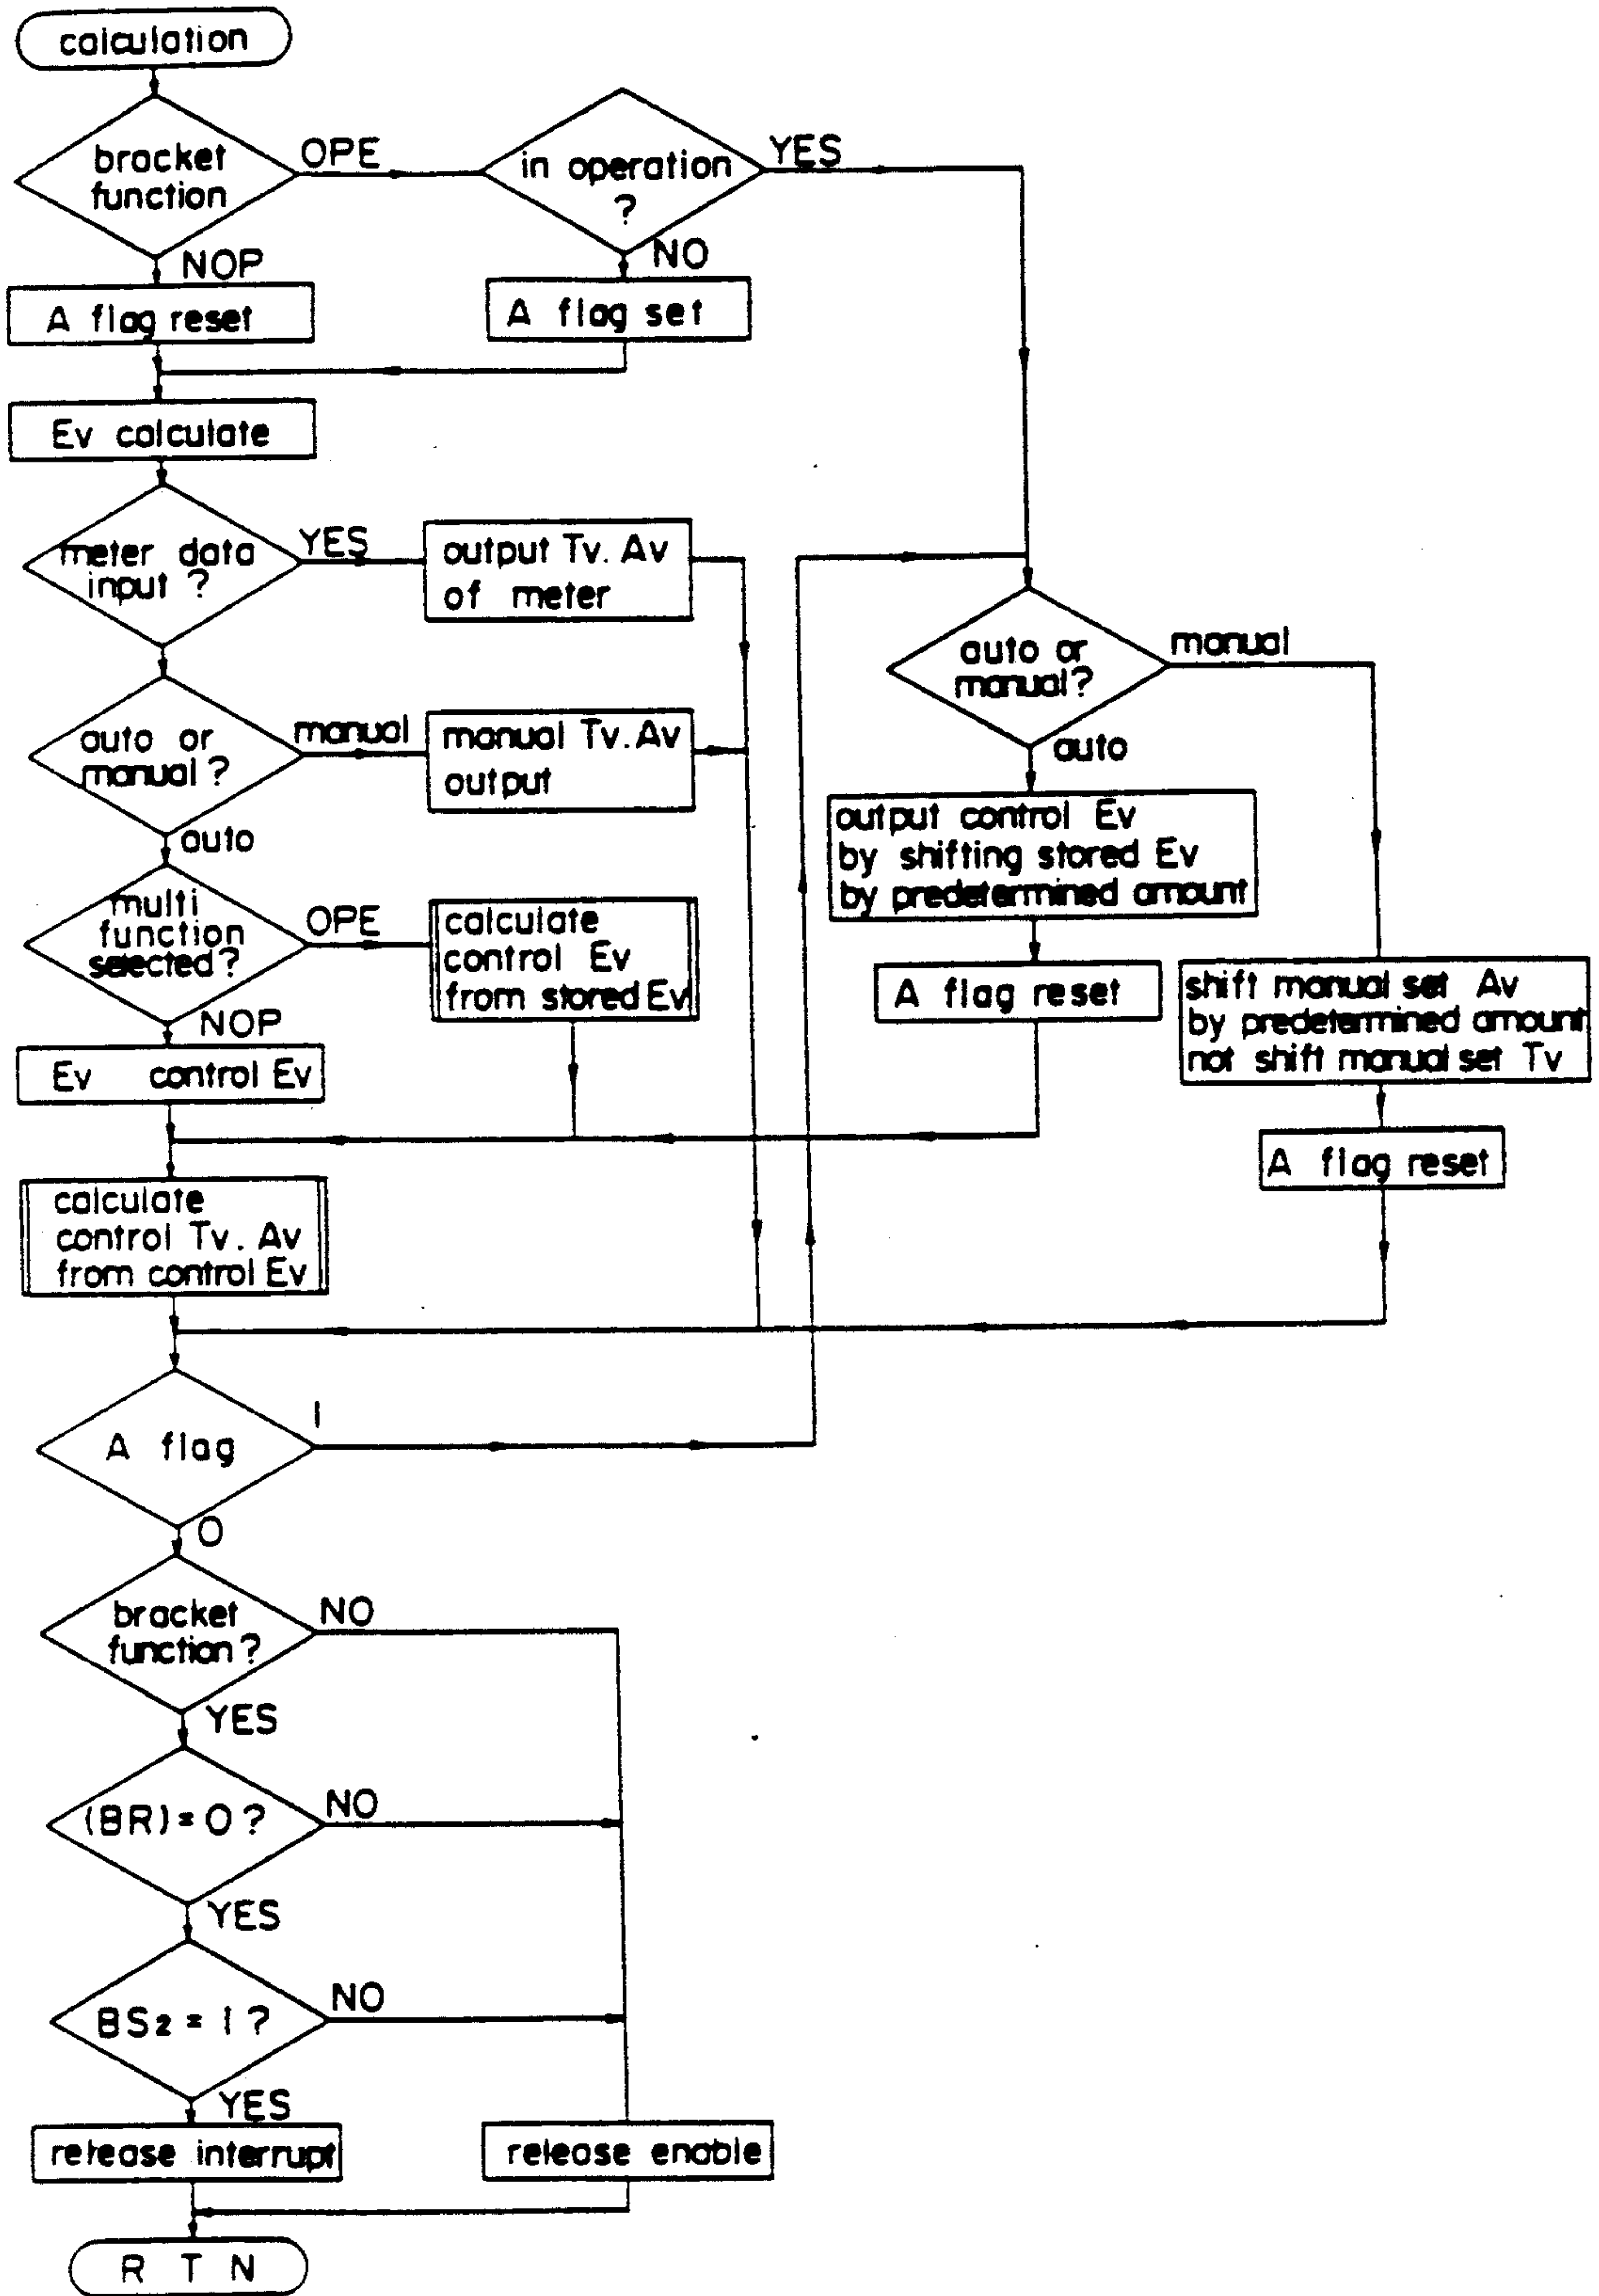 calculation
bracket
function
OPE
NOP
in operation
?
YES
NO
A flag reset
A flag set
Ev calculate
meter data
input ?
YES
output Tv. Av
of meter
auto or
manual ?
manual
manual Tv. Av
output
auto
auto or
manual?
manual
auto
output control Ev
by shifting stored Ev
by predetermined amount
multi
function
selected?
OPE
calculate
control Ev
from stored Ev
NOP
A flag reset
shift manual set Av
by predetermined amount
not shift manual set Tv
Ev control Ev
A flag reset
calculate
control Tv. Av
from control Ev
A flag
1
0
bracket
function?
NO
YES
(BR)=0?
NO
YES
BS2 = 1?
NO
YES
release interrupt
release enable
R T N